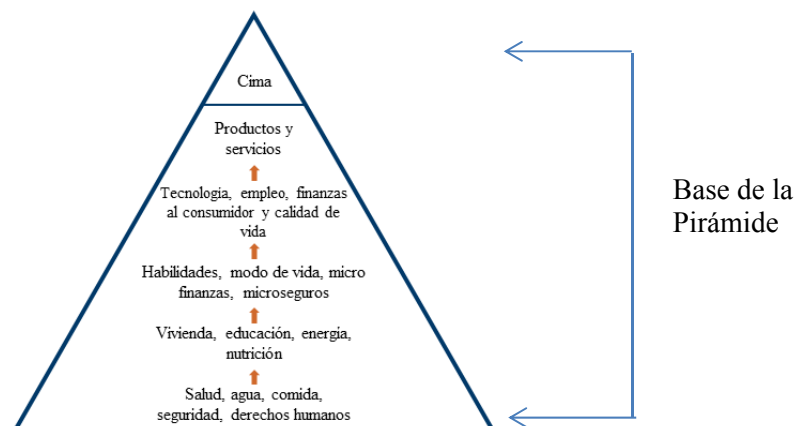 Cima
Productos y
servicios
Tecnologia, empleo, finanzas
al consumidor y calidad de
vida
Habilidades, modo de vida, micro
finanzas, microseguros
Vivienda, educación, energía,
nutrición
Salud, agua, comida,
seguridad, derechos humanos
Base de la
Pirámide